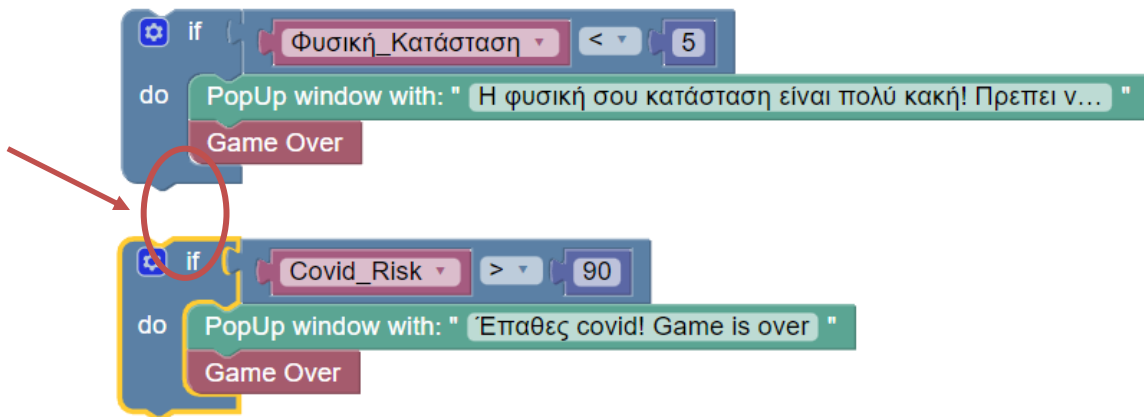 if Φυσική_Κατάσταση < 5
do PopUp window with: " Η φυσική σου κατάσταση είναι πολύ κακή! Πρεπει ν… "
Game Over
if Covid_Risk > 90
do PopUp window with: " Έπαθες covid! Game is over "
Game Over